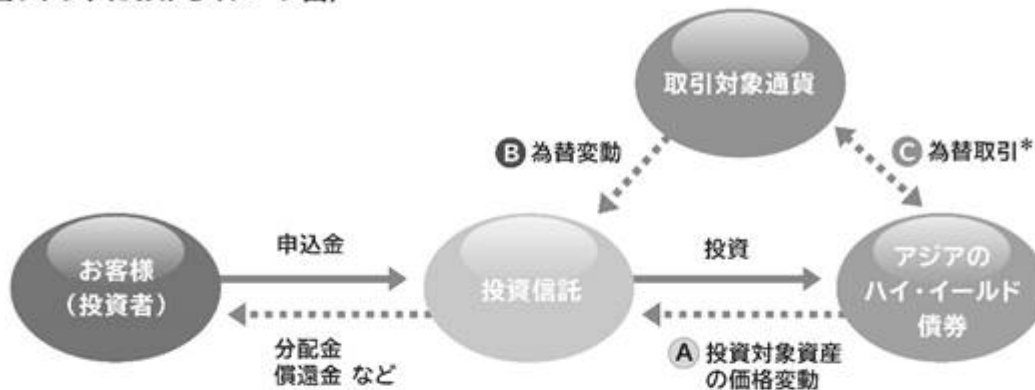 取引対象通貨
B 為替変動
C 為替取引*
お客様
（投資者）
申込金
投資信託
投資
アジアの
ハイ・イールド
債券
分配金
償還金 など
A 投資対象資産
の価格変動